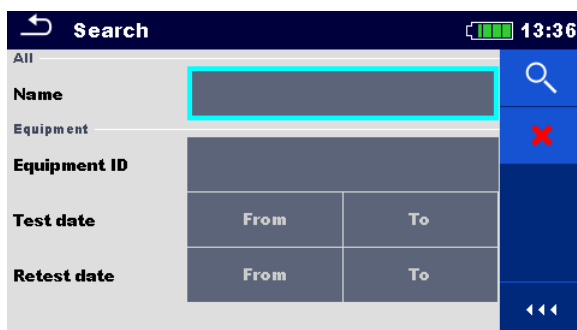 Search 13:36
All
Name
Equipment
Equipment ID
Test date From To
Retest date From To